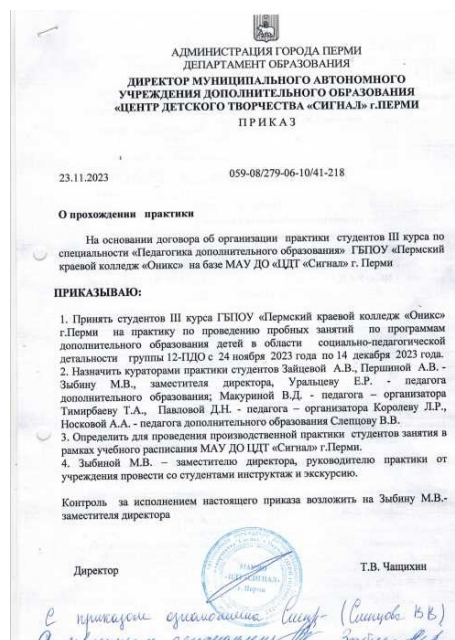 АДМИНИСТРАЦИЯ ГОРОДА ПЕРМИ
ДЕПАРТАМЕНТ ОБРАЗОВАНИЯ
ДИРЕКТОР МУНИЦИПАЛЬНОГО АВТОНОМНОГО
УЧРЕЖДЕНИЯ ДОПОЛНИТЕЛЬНОГО ОБРАЗОВАНИЯ
«ЦЕНТР ДЕТСКОГО ТВОРЧЕСТВА «СИГНАЛ» г.ПЕРМИ
П Р И К А З
23.11.2023
059-08/279-06-10/41-218
О прохождении практики
На основании договора об организации практики студентов III курса по
специальности «Педагогика дополнительного образования» ГБПОУ «Пермский
краевой колледж «Оникс» на базе МАУ ДО «ЦДТ «Сигнал» г. Перми
ПРИКАЗЫВАЮ:
1. Принять студентов III курса ГБПОУ «Пермский краевой колледж «Оникс»
г.Перми на практику по проведению пробных занятий по программам
дополнительного образования детей в области социально-педагогической
детальности группы 12-ПДО с 24 ноября 2023 года по 14 декабря 2023 года.
2. Назначить кураторами практики студентов Зайцевой А.В., Першиной А.В. -
Зыбину М.В., заместителя директора, Уральцеву Е.Р. - педагога
дополнительного образования; Макуриной В.Д. - педагога – организатора
Тимирбаеву Т.А., Павловой Д.Н. - педагога – организатора Королеву Л.Р.,
Носковой А.А. - педагога дополнительного образования Слепцову В.В.
3. Определить для проведения производственной практики студентов занятия в
рамках учебного расписания МАУ ДО ЦДТ «Сигнал» г.Перми.
4. Зыбиной М.В. – заместителю директора, руководителю практики от
учреждения провести со студентами инструктаж и экскурсию.
Контроль за исполнением настоящего приказа возложить на Зыбину М.В.-
заместителя директора
Директор
Т.В. Чащихин
С приказом ознакомлена